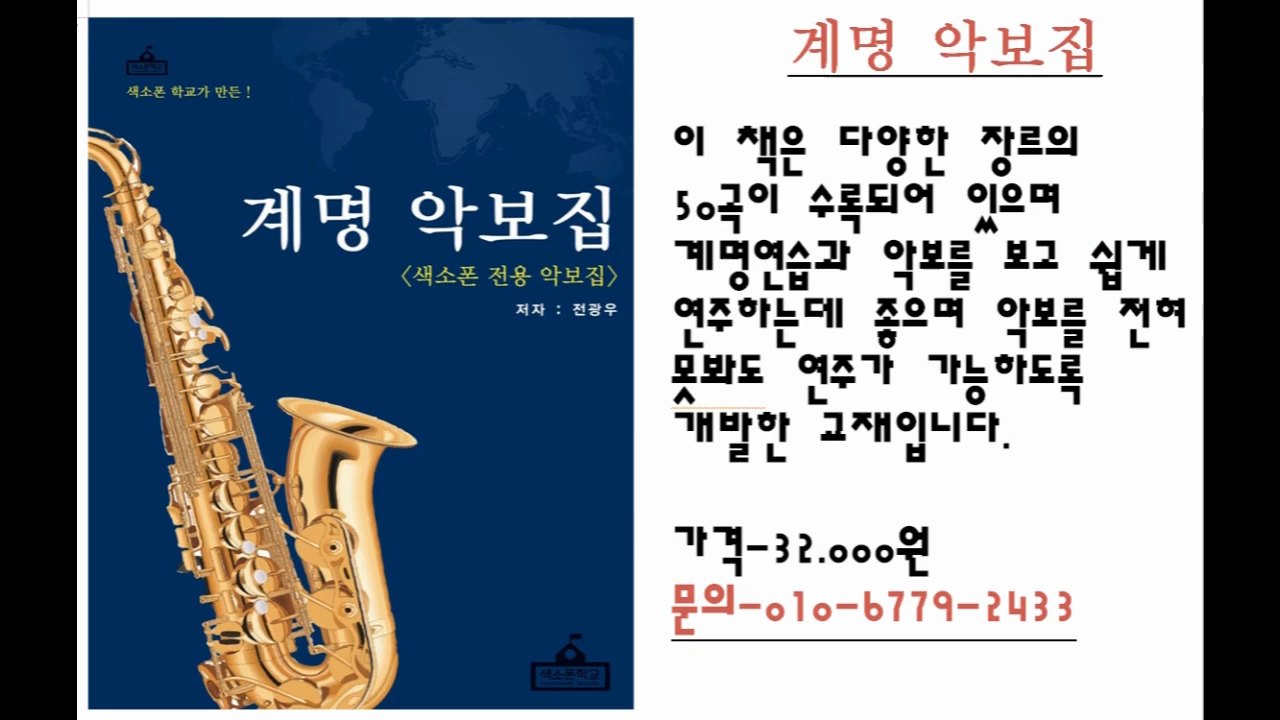 색소폰학교
색소폰 학교가 만든 !
계명 악보집
<색소폰 전용 악보집>
저자 : 전광우
색소폰학교
계명 악보집
이 책은 다양한 장르의
50곡이 수록되어 있으며
계명연습과 악보를 보고 쉽게
연주하는데 좋으며 악보를 전혀
못봐도 연주가 가능하도록
개발한 교재입니다.
가격-32.000원
문의-010-6779-2433